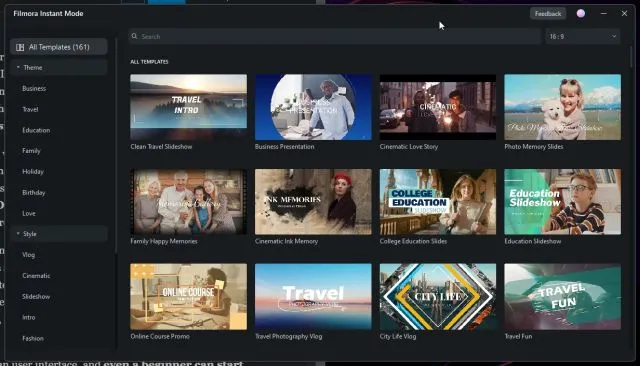 Filmora Instant Mode
Feedback
All Templates (161)
Search
16 : 9
Theme
ALL TEMPLATES
Business
Travel
Education
Family
Holiday
Birthday
Love
Style
Vlog
Cinematic
Slideshow
Intro
Fashion
TRAVEL
INTRO
PRESENTATION
CINEMATIC
LOVE
Photo Memory Slideshow
Clean Travel Slideshow
Business Presentation
Cinematic Love Story
Photo Memory Slides
Memories Gallery
INK MEMORIES
COLLEGE
EDUCATION
SLIDESHOW
Education
Slideshow
Family Happy Memories
Cinematic Ink Memory
College Education Slides
Education Slideshow
ONLINE COURSE
Travel
PHOTOGRAPHY VLOG
CITY LIFE
TRAVEL
FUN
Online Course Promo
Travel Photography Vlog
City Life Vlog
Travel Fun
user interface, and even a beginner can start